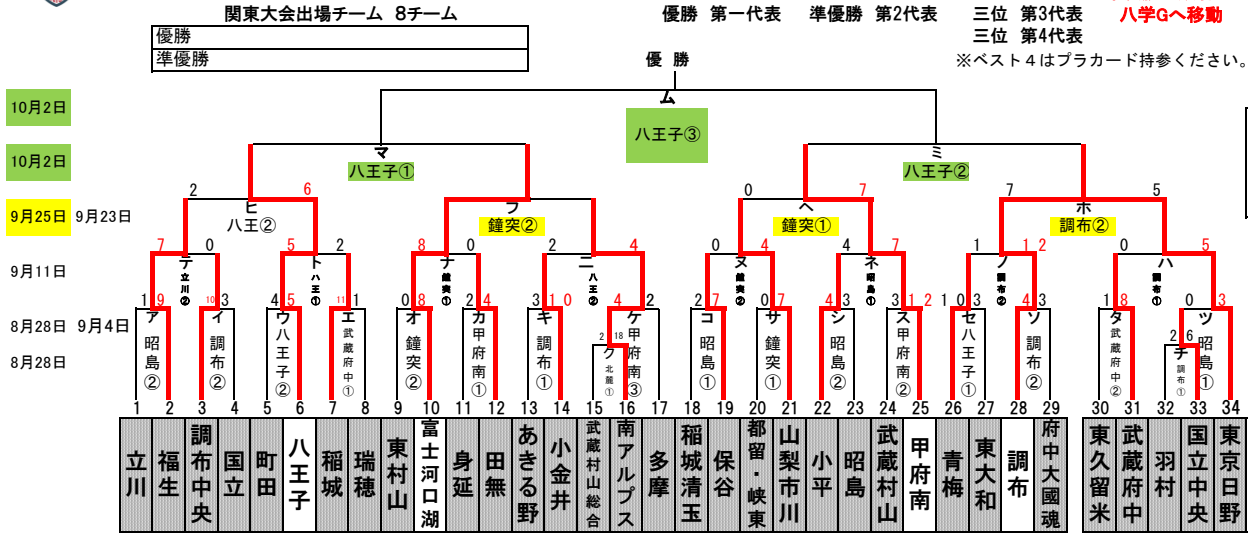 関東大会出場チーム 8チーム
優勝 第一代表 準優勝 第2代表 三位 第3代表 八学Gへ移動
三位 第4代表
優勝
準優勝
優 勝
※ベスト4はプラカード持参ください。
10月2日
ム
八王子③
10月2日
マ ミ
八王子① 八王子②
2 6 0 7 7 5
9月25日 9月23日
ヒ フ ヘ ホ
八王② 鐘突② 鐘突① 調布②
7 0 5 2 8 0 2 4 0 4 4 7 1 12 0 5
9月11日
テ ト ナ ニ ヌ ネ ノ ハ
立川② 八王① 鐘突① 八王② 鐘突② 昭島① 調布② 調布①
1 9 10 3 4 5 11 1 0 8 2 4 3 10 4 2 2 7 0 7 4 3 3 12 10 3 4 3 1 8 0 3
8月28日 9月4日
ア イ ウ エ オ カ キ ケ コ サ シ ス セ ソ タ ツ
昭島② 調布② 八王子② 武蔵府中① 鐘突② 甲府南① 調布① 甲府南③ 昭島① 鐘突① 昭島② 甲府南② 八王子① 調布② 武蔵府中② 昭島①
8月28日
2 18 2 6
ク チ
北麓① 調布①
1 2 3 4 5 6 7 8 9 10 11 12 13 14 15 16 17 18 19 20 21 22 23 24 25 26 27 28 29 30 31 32 33 34
立川 福生 調布中央 国立 町田 八王子 稲城 瑞穂 東村山 富士河口湖 身延 田無 あきる野 小金井 武蔵村山総合 南アルプス 多摩 稲城清玉 保谷 都留・峡東 山梨市川 小平 昭島 武蔵村山 甲府南 青梅 東大和 調布 府中大國魂 東久留米 武蔵府中 羽村 国立中央 東京日野